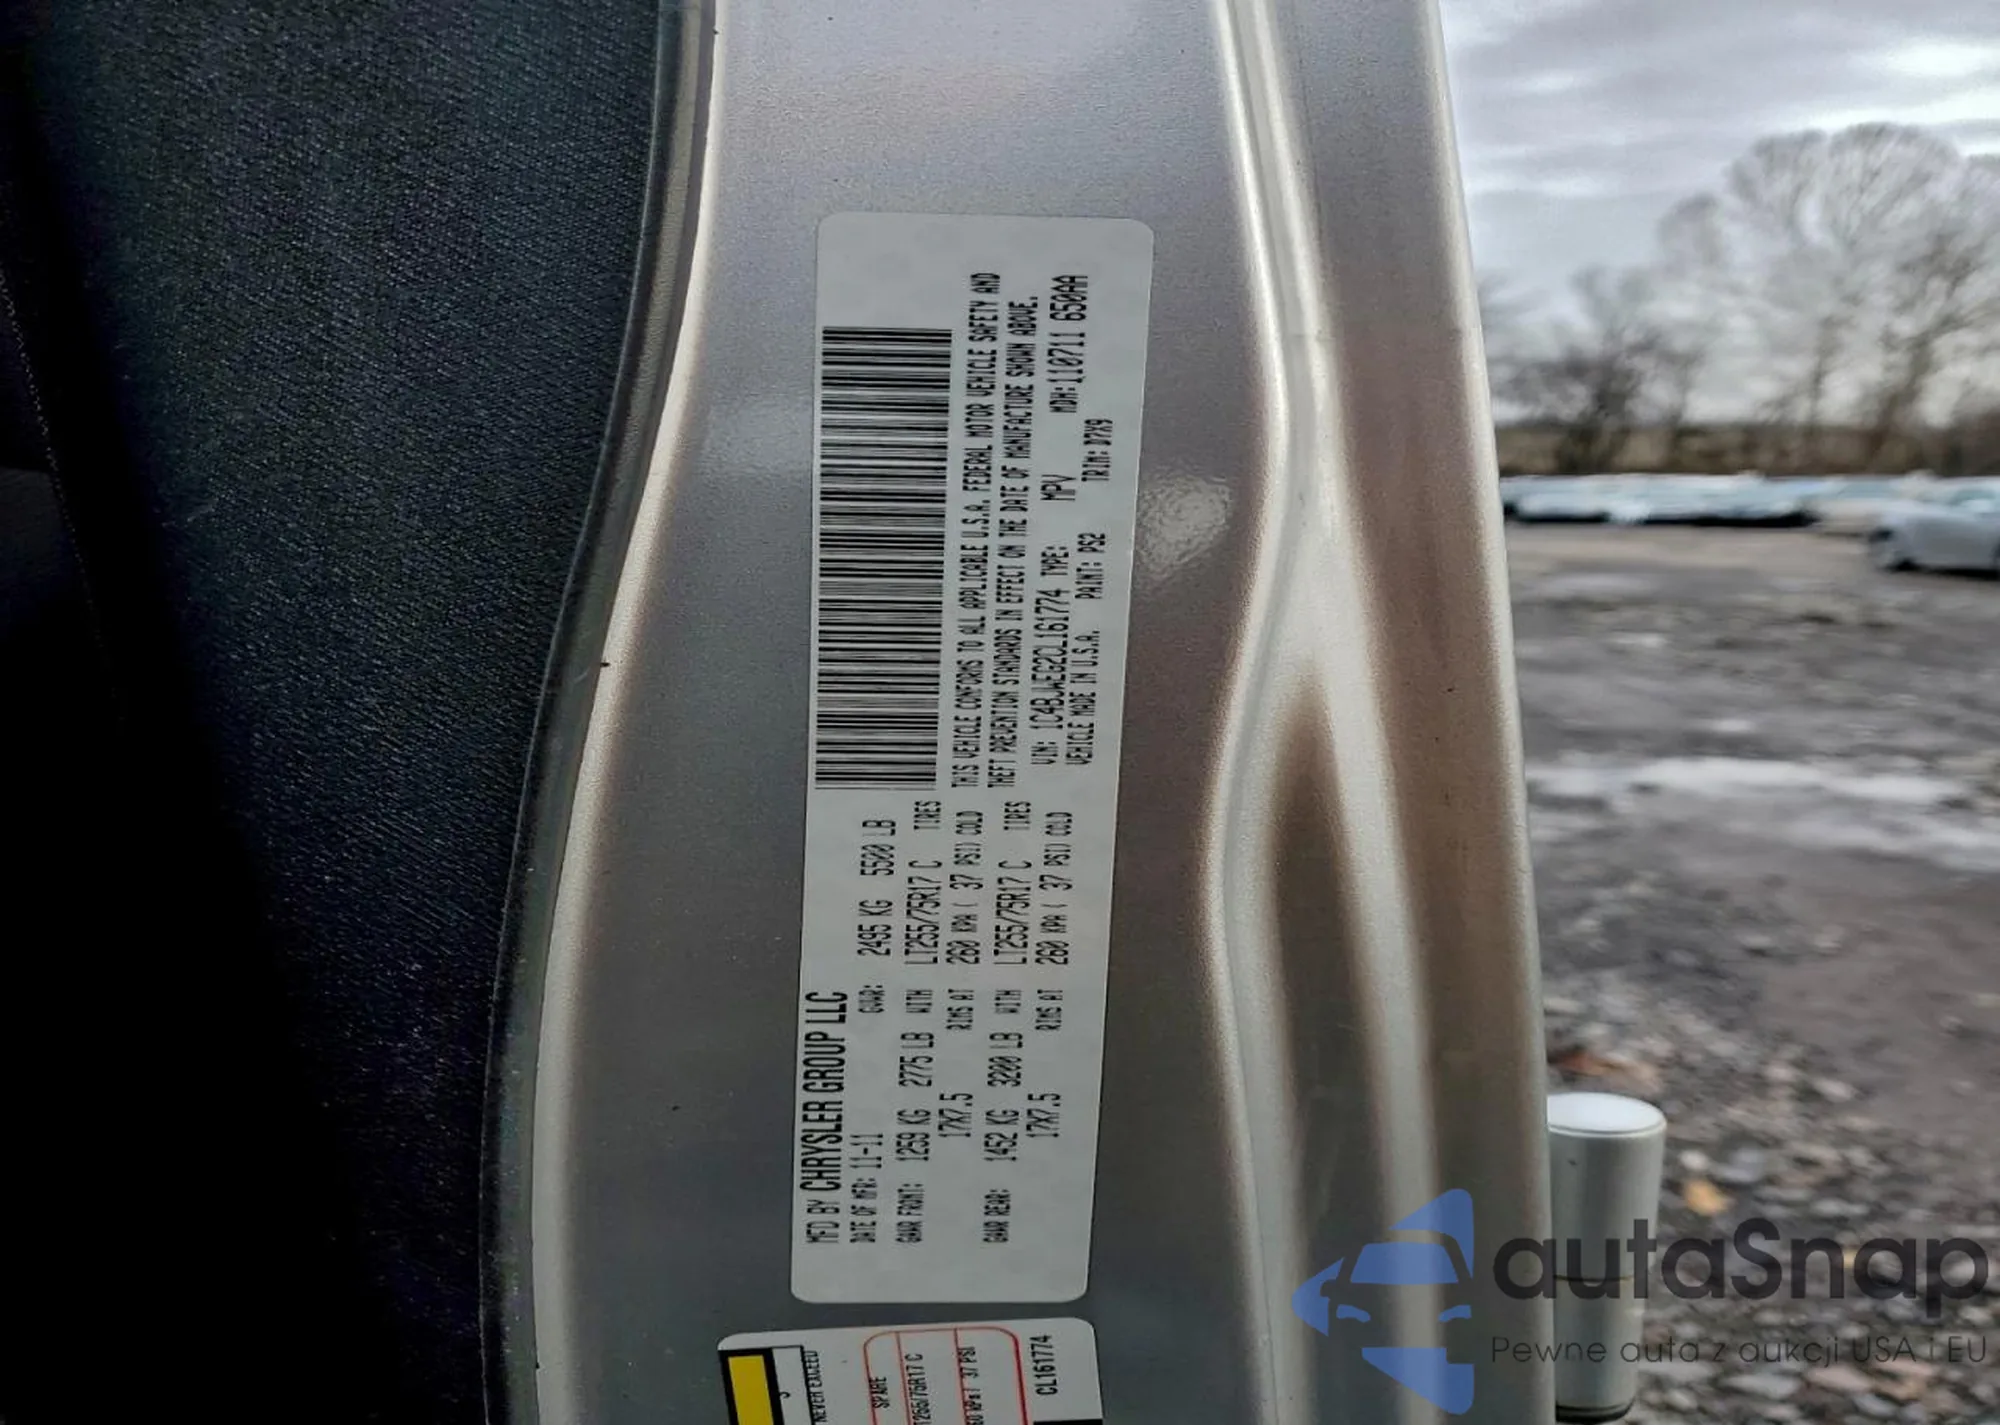 MFD BY CHRYSLER GROUP LLC
DATE OF MFR: 11-11 GVWR: 2495 KG 5500 LB
GAWR FRONT: 1259 KG 2775 LB WITH LT255/75R17 C TIRES
17X7.5 RIMS AT 260 KPA ( 37 PSI) COLD
GAWR REAR: 1452 KG 3200 LB WITH LT255/75R17 C TIRES
17X7.5 RIMS AT 260 KPA ( 37 PSI) COLD
THIS VEHICLE CONFORMS TO ALL APPLICABLE U.S.A. FEDERAL MOTOR VEHICLE SAFETY AND
THEFT PREVENTION STANDARDS IN EFFECT ON THE DATE OF MANUFACTURE SHOWN ABOVE.
VIN: 1C4BJWEG2CL161774 TYPE: MPV MDH:110711 650AA
VEHICLE MADE IN U.S.A. PAINT: PS2 TRIM: D7X9
NEVER EXCEED
SPARE
37 PSI
CL161774
autaSnap
Pewne auta z aukcji USA i EU